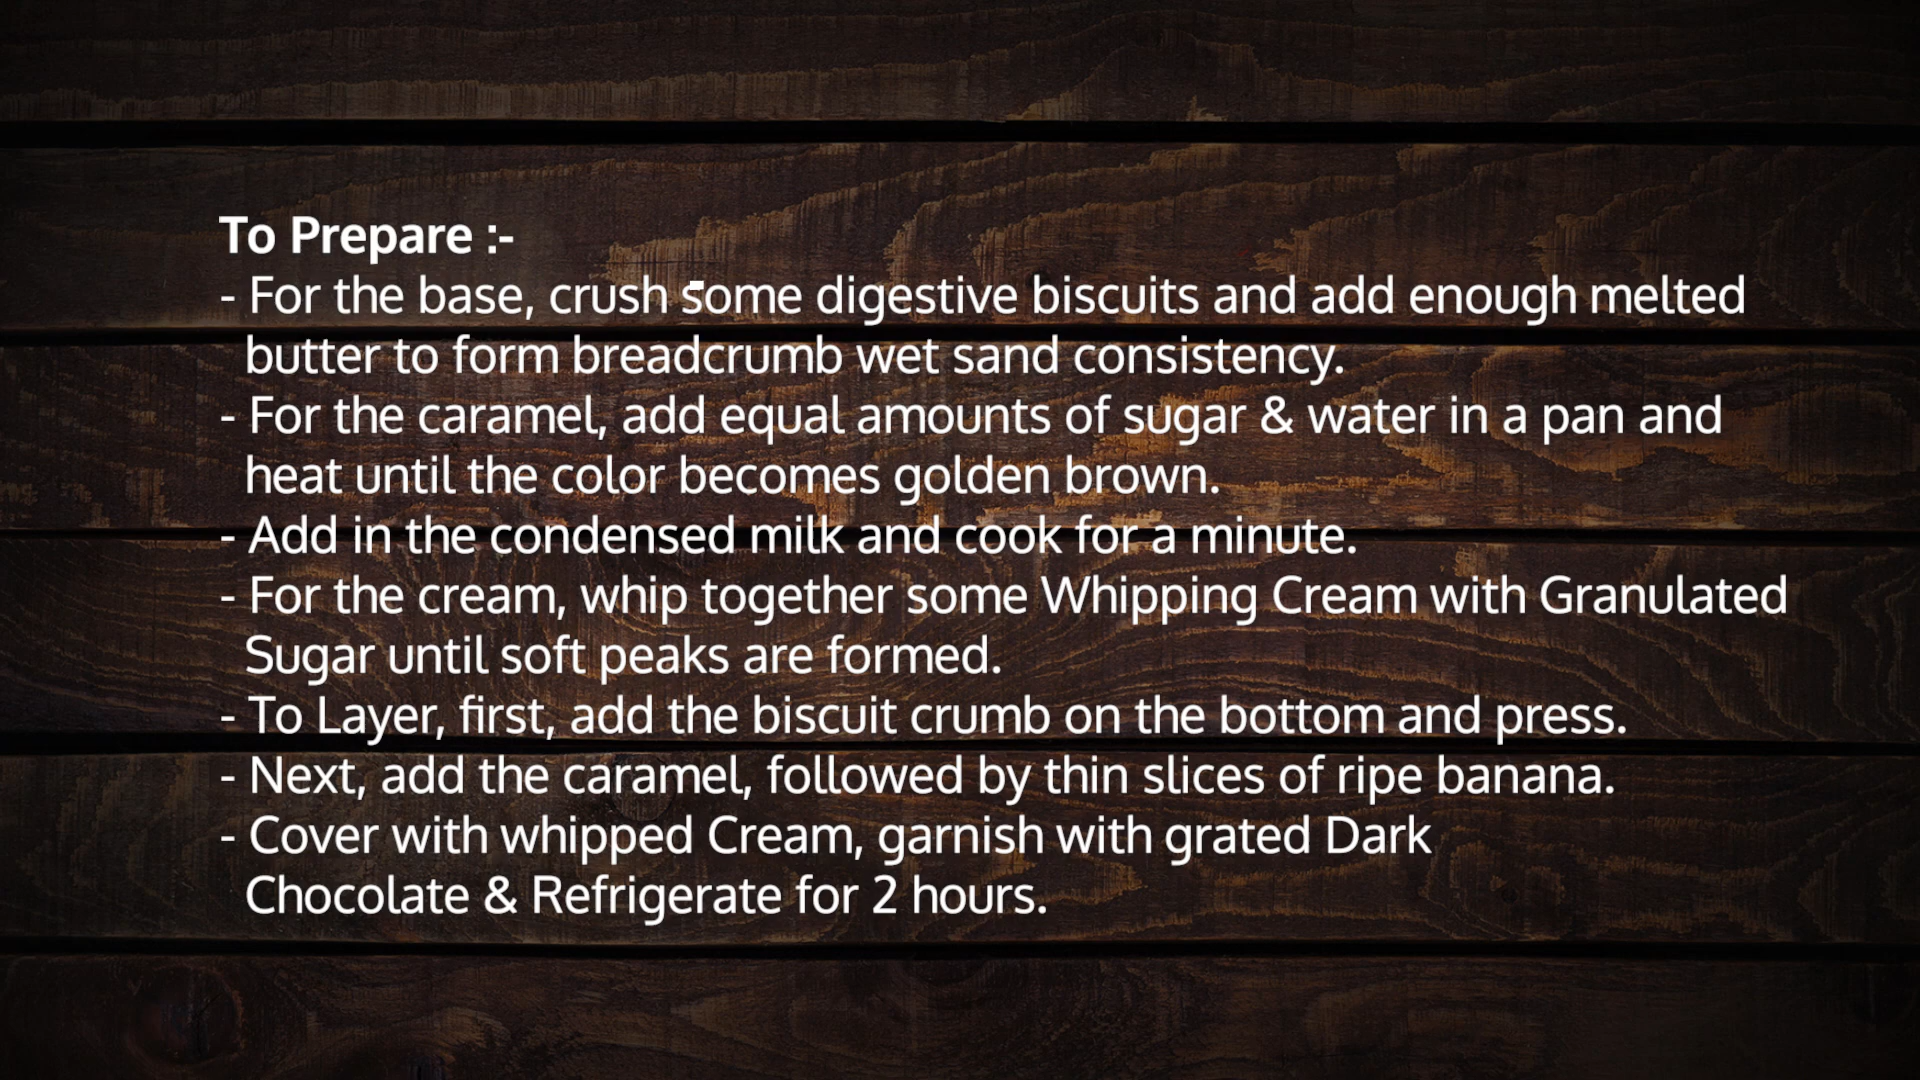 To Prepare :-
- For the base, crush some digestive biscuits and add enough melted
butter to form breadcrumb wet sand consistency.
- For the caramel, add equal amounts of sugar & water in a pan and
heat until the color becomes golden brown.
- Add in the condensed milk and cook for a minute.
- For the cream, whip together some Whipping Cream with Granulated
Sugar until soft peaks are formed.
- To Layer, first, add the biscuit crumb on the bottom and press.
- Next, add the caramel, followed by thin slices of ripe banana.
- Cover with whipped Cream, garnish with grated Dark
Chocolate & Refrigerate for 2 hours.